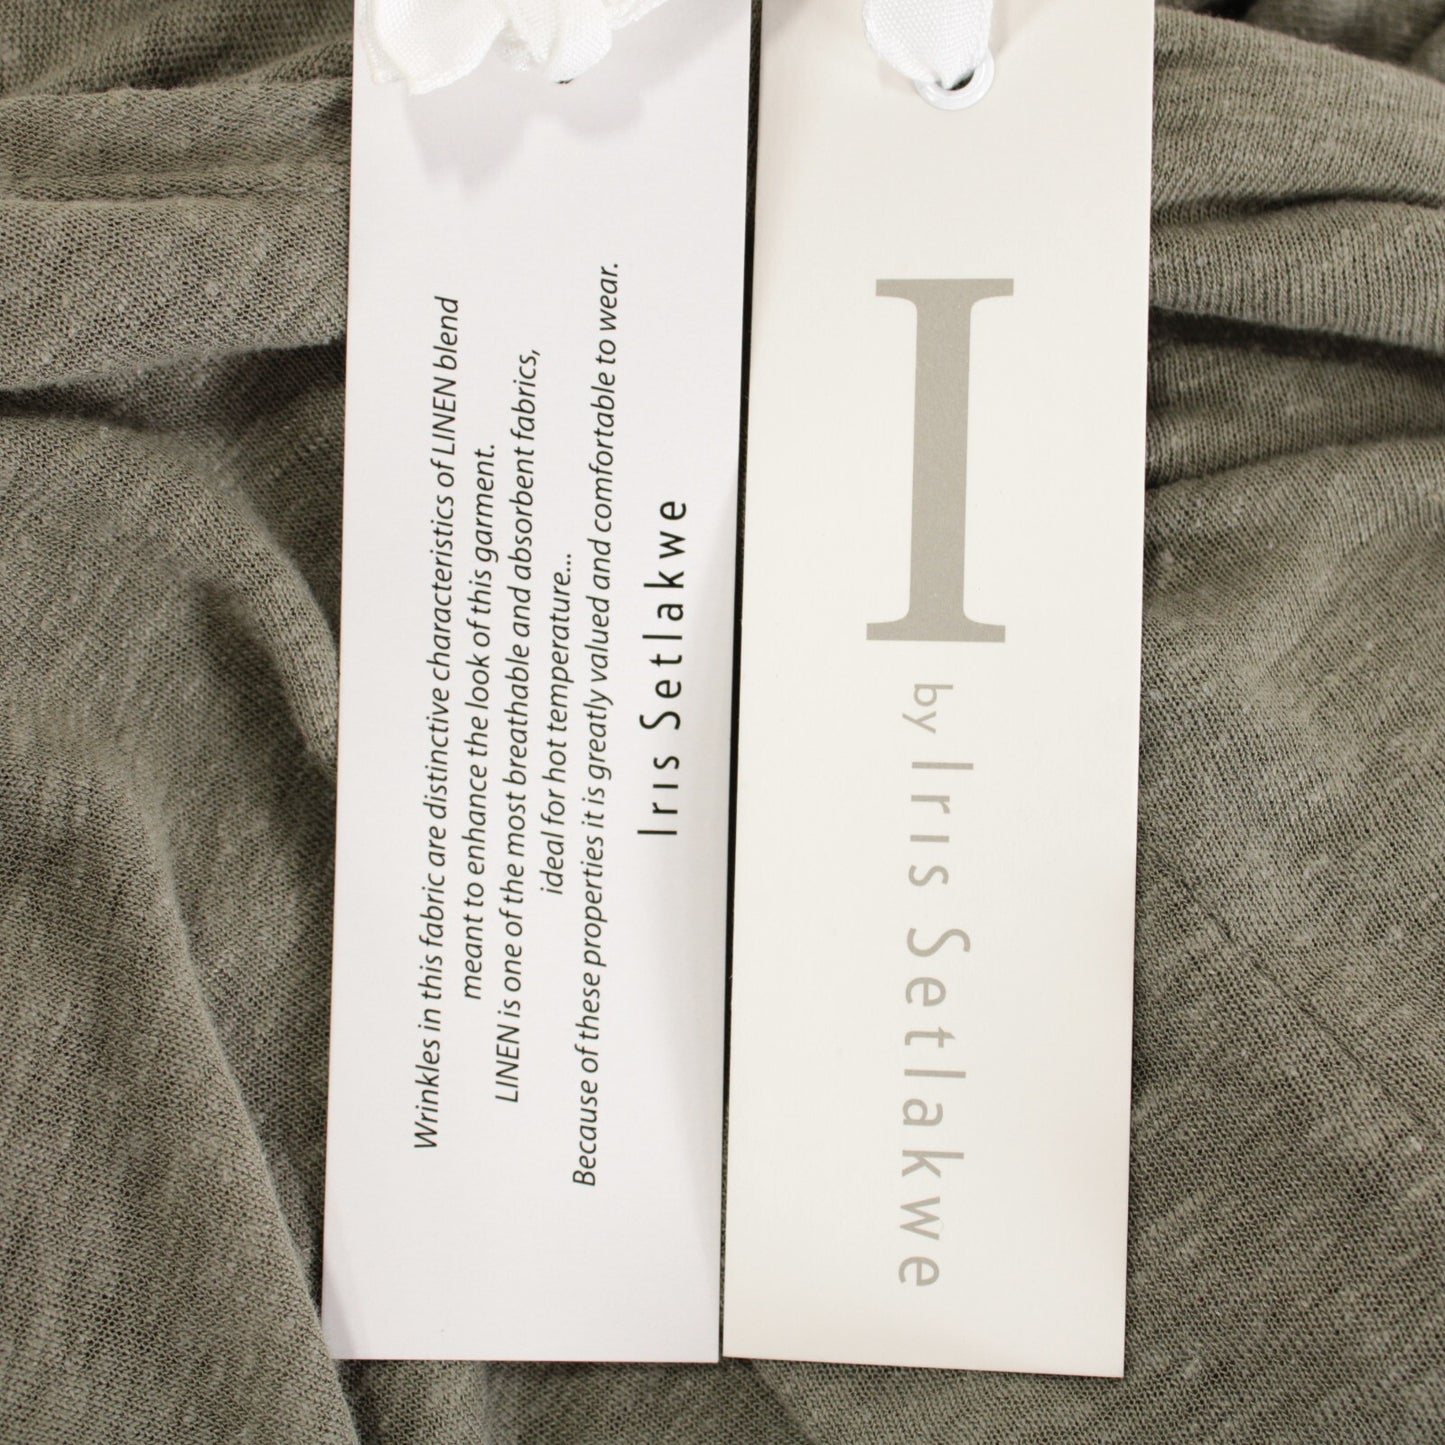 Wrinkles in this fabric are distinctive characteristics of LINEN blend
meant to enhance the look of this garment.
LINEN is one of the most breathable and absorbent fabrics,
ideal for hot temperature...
Because of these properties it is greatly valued and comfortable to wear.
Iris Setlakwe
I
by Iris Setlakwe